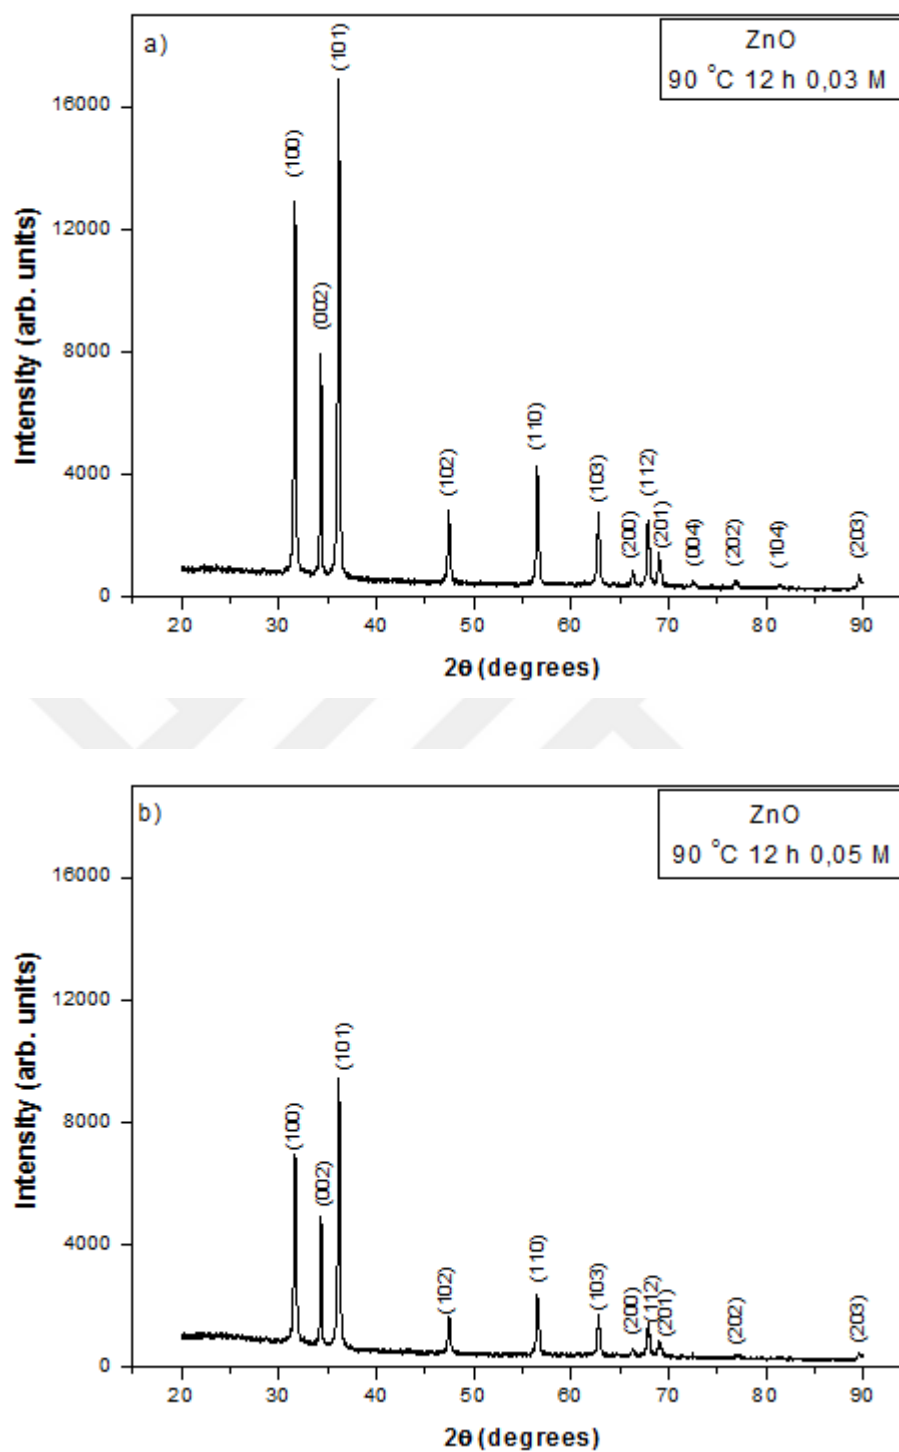 a)
ZnO
90 °C 12 h 0,03 M
Intensity (arb. units)
16000
12000
8000
4000
0
(100)
(002)
(101)
(102)
(110)
(103)
(200)
(112)
(201)
(004)
(202)
(104)
(203)
20 30 40 50 60 70 80 90
2θ (degrees)
b)
ZnO
90 °C 12 h 0,05 M
Intensity (arb. units)
16000
12000
8000
4000
0
(100)
(002)
(101)
(102)
(110)
(103)
(200)
(112)
(201)
(202)
(203)
20 30 40 50 60 70 80 90
2θ (degrees)